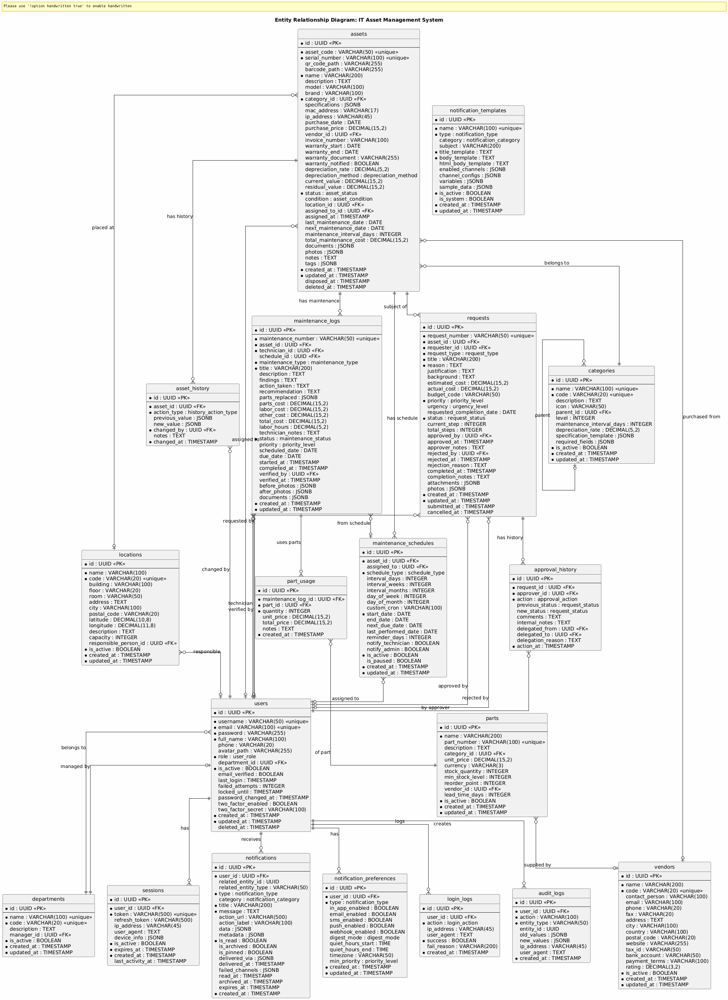 Please use '!option handwritten true' to enable handwritten
Entity Relationship Diagram: IT Asset Management System
assets
id : UUID «PK»
asset_code : VARCHAR(50) «unique»
serial_number : VARCHAR(100) «unique»
qr_code_path : VARCHAR(255)
barcode_path : VARCHAR(255)
name : VARCHAR(200)
description : TEXT
model : VARCHAR(100)
brand : VARCHAR(100)
category_id : UUID «FK»
specifications : JSONB
mac_address : VARCHAR(17)
ip_address : VARCHAR(45)
purchase_date : DATE
purchase_price : DECIMAL(15,2)
vendor_id : UUID «FK»
invoice_number : VARCHAR(100)
warranty_start : DATE
warranty_end : DATE
warranty_document : VARCHAR(255)
warranty_notified : BOOLEAN
depreciation_rate : DECIMAL(5,2)
depreciation_method : depreciation_method
current_value : DECIMAL(15,2)
residual_value : DECIMAL(15,2)
status : asset_status
condition : asset_condition
location_id : UUID «FK»
assigned_to_id : UUID «FK»
assigned_at : TIMESTAMP
last_maintenance_date : DATE
next_maintenance_date : DATE
maintenance_interval_days : INTEGER
total_maintenance_cost : DECIMAL(15,2)
documents : JSONB
photos : JSONB
notes : TEXT
tags : JSONB
created_at : TIMESTAMP
updated_at : TIMESTAMP
disposed_at : TIMESTAMP
deleted_at : TIMESTAMP
notification_templates
id : UUID «PK»
name : VARCHAR(100) «unique»
type : notification_type
category : notification_category
subject : VARCHAR(200)
title_template : TEXT
body_template : TEXT
html_body_template : TEXT
enabled_channels : JSONB
channel_configs : JSONB
variables : JSONB
sample_data : JSONB
is_active : BOOLEAN
is_system : BOOLEAN
created_at : TIMESTAMP
updated_at : TIMESTAMP
has history
placed at
belongs to
has maintenance
subject of
maintenance_logs
id : UUID «PK»
maintenance_number : VARCHAR(50) «unique»
asset_id : UUID «FK»
technician_id : UUID «FK»
schedule_id : UUID «FK»
maintenance_type : maintenance_type
title : VARCHAR(200)
description : TEXT
findings : TEXT
action_taken : TEXT
recommendation : TEXT
parts_replaced : JSONB
parts_cost : DECIMAL(15,2)
labor_cost : DECIMAL(15,2)
other_cost : DECIMAL(15,2)
total_cost : DECIMAL(15,2)
labor_hours : DECIMAL(5,2)
technician_notes : TEXT
status : maintenance_status
priority : priority_level
scheduled_date : DATE
due_date : DATE
started_at : TIMESTAMP
completed_at : TIMESTAMP
verified_by : UUID «FK»
verified_at : TIMESTAMP
before_photos : JSONB
after_photos : JSONB
documents : JSONB
created_at : TIMESTAMP
updated_at : TIMESTAMP
requests
id : UUID «PK»
request_number : VARCHAR(50) «unique»
asset_id : UUID «FK»
requester_id : UUID «FK»
request_type : request_type
title : VARCHAR(200)
reason : TEXT
justification : TEXT
background : TEXT
estimated_cost : DECIMAL(15,2)
actual_cost : DECIMAL(15,2)
budget_code : VARCHAR(50)
priority : priority_level
urgency : urgency_level
requested_completion_date : DATE
status : request_status
current_step : INTEGER
total_steps : INTEGER
approved_by : UUID «FK»
approved_at : TIMESTAMP
approver_notes : TEXT
rejected_by : UUID «FK»
rejected_at : TIMESTAMP
rejection_reason : TEXT
completed_at : TIMESTAMP
completion_notes : TEXT
attachments : JSONB
photos : JSONB
created_at : TIMESTAMP
updated_at : TIMESTAMP
submitted_at : TIMESTAMP
cancelled_at : TIMESTAMP
categories
id : UUID «PK»
name : VARCHAR(100) «unique»
code : VARCHAR(20) «unique»
description : TEXT
icon : VARCHAR(50)
parent_id : UUID «FK»
level : INTEGER
maintenance_interval_days : INTEGER
depreciation_rate : DECIMAL(5,2)
specification_template : JSONB
required_fields : JSONB
is_active : BOOLEAN
created_at : TIMESTAMP
updated_at : TIMESTAMP
asset_history
id : UUID «PK»
asset_id : UUID «FK»
action_type : history_action_type
previous_value : JSONB
new_value : JSONB
changed_by : UUID «FK»
notes : TEXT
changed_at : TIMESTAMP
has schedule
parent
purchased from
assigned to
requested by
from schedule
uses parts
has history
locations
id : UUID «PK»
name : VARCHAR(100)
code : VARCHAR(20) «unique»
building : VARCHAR(100)
floor : VARCHAR(20)
room : VARCHAR(50)
address : TEXT
city : VARCHAR(100)
postal_code : VARCHAR(20)
latitude : DECIMAL(10,8)
longitude : DECIMAL(11,8)
description : TEXT
capacity : INTEGER
responsible_person_id : UUID «FK»
is_active : BOOLEAN
created_at : TIMESTAMP
updated_at : TIMESTAMP
changed by
technician
verified by
responsible
part_usage
id : UUID «PK»
maintenance_log_id : UUID «FK»
part_id : UUID «FK»
quantity : INTEGER
unit_price : DECIMAL(15,2)
total_price : DECIMAL(15,2)
notes : TEXT
created_at : TIMESTAMP
maintenance_schedules
id : UUID «PK»
asset_id : UUID «FK»
assigned_to : UUID «FK»
schedule_type : schedule_type
interval_days : INTEGER
interval_weeks : INTEGER
interval_months : INTEGER
day_of_week : INTEGER
day_of_month : INTEGER
custom_cron : VARCHAR(100)
start_date : DATE
end_date : DATE
next_due_date : DATE
last_performed_date : DATE
reminder_days : INTEGER
notify_technician : BOOLEAN
notify_admin : BOOLEAN
is_active : BOOLEAN
is_paused : BOOLEAN
created_at : TIMESTAMP
updated_at : TIMESTAMP
approval_history
id : UUID «PK»
request_id : UUID «FK»
approver_id : UUID «FK»
action : approval_action
previous_status : request_status
new_status : request_status
comments : TEXT
internal_notes : TEXT
delegated_from : UUID «FK»
delegated_to : UUID «FK»
delegation_reason : TEXT
action_at : TIMESTAMP
approved by
assigned to
rejected by
by approver
users
id : UUID «PK»
username : VARCHAR(50) «unique»
email : VARCHAR(100) «unique»
password : VARCHAR(255)
full_name : VARCHAR(100)
phone : VARCHAR(20)
avatar_path : VARCHAR(255)
role : user_role
department_id : UUID «FK»
is_active : BOOLEAN
email_verified : BOOLEAN
last_login : TIMESTAMP
failed_attempts : INTEGER
locked_until : TIMESTAMP
password_changed_at : TIMESTAMP
two_factor_enabled : BOOLEAN
two_factor_secret : VARCHAR(100)
created_at : TIMESTAMP
updated_at : TIMESTAMP
deleted_at : TIMESTAMP
parts
id : UUID «PK»
name : VARCHAR(200)
part_number : VARCHAR(100) «unique»
description : TEXT
category_id : UUID «FK»
unit_price : DECIMAL(15,2)
currency : VARCHAR(3)
stock_quantity : INTEGER
min_stock_level : INTEGER
reorder_point : INTEGER
vendor_id : UUID «FK»
lead_time_days : INTEGER
is_active : BOOLEAN
created_at : TIMESTAMP
updated_at : TIMESTAMP
belongs to
of part
managed by
logs
creates
has
has
receives
supplied by
departments
id : UUID «PK»
name : VARCHAR(100) «unique»
code : VARCHAR(20) «unique»
description : TEXT
manager_id : UUID «FK»
is_active : BOOLEAN
created_at : TIMESTAMP
updated_at : TIMESTAMP
sessions
id : UUID «PK»
user_id : UUID «FK»
token : VARCHAR(500) «unique»
refresh_token : VARCHAR(500)
ip_address : VARCHAR(45)
user_agent : TEXT
device_info : JSONB
is_active : BOOLEAN
expires_at : TIMESTAMP
created_at : TIMESTAMP
last_activity_at : TIMESTAMP
notifications
id : UUID «PK»
user_id : UUID «FK»
related_entity_id : UUID
related_entity_type : VARCHAR(50)
type : notification_type
category : notification_category
title : VARCHAR(200)
message : TEXT
action_url : VARCHAR(500)
action_label : VARCHAR(100)
data : JSONB
metadata : JSONB
is_read : BOOLEAN
is_archived : BOOLEAN
is_pinned : BOOLEAN
delivered_via : JSONB
delivered_at : TIMESTAMP
failed_channels : JSONB
read_at : TIMESTAMP
archived_at : TIMESTAMP
expires_at : TIMESTAMP
created_at : TIMESTAMP
notification_preferences
id : UUID «PK»
user_id : UUID «FK»
type : notification_type
in_app_enabled : BOOLEAN
email_enabled : BOOLEAN
sms_enabled : BOOLEAN
push_enabled : BOOLEAN
webhook_enabled : BOOLEAN
digest_mode : digest_mode
quiet_hours_start : TIME
quiet_hours_end : TIME
timezone : VARCHAR(50)
min_priority : priority_level
created_at : TIMESTAMP
updated_at : TIMESTAMP
login_logs
id : UUID «PK»
user_id : UUID «FK»
action : login_action
ip_address : VARCHAR(45)
user_agent : TEXT
success : BOOLEAN
fail_reason : VARCHAR(200)
created_at : TIMESTAMP
audit_logs
id : UUID «PK»
user_id : UUID «FK»
action : VARCHAR(100)
entity_type : VARCHAR(50)
entity_id : UUID
old_values : JSONB
new_values : JSONB
ip_address : VARCHAR(45)
user_agent : TEXT
created_at : TIMESTAMP
vendors
id : UUID «PK»
name : VARCHAR(200)
code : VARCHAR(20) «unique»
contact_person : VARCHAR(100)
email : VARCHAR(100)
phone : VARCHAR(20)
fax : VARCHAR(20)
address : TEXT
city : VARCHAR(100)
country : VARCHAR(100)
postal_code : VARCHAR(20)
website : VARCHAR(255)
tax_id : VARCHAR(50)
bank_account : VARCHAR(50)
payment_terms : VARCHAR(100)
rating : DECIMAL(3,2)
is_active : BOOLEAN
created_at : TIMESTAMP
updated_at : TIMESTAMP